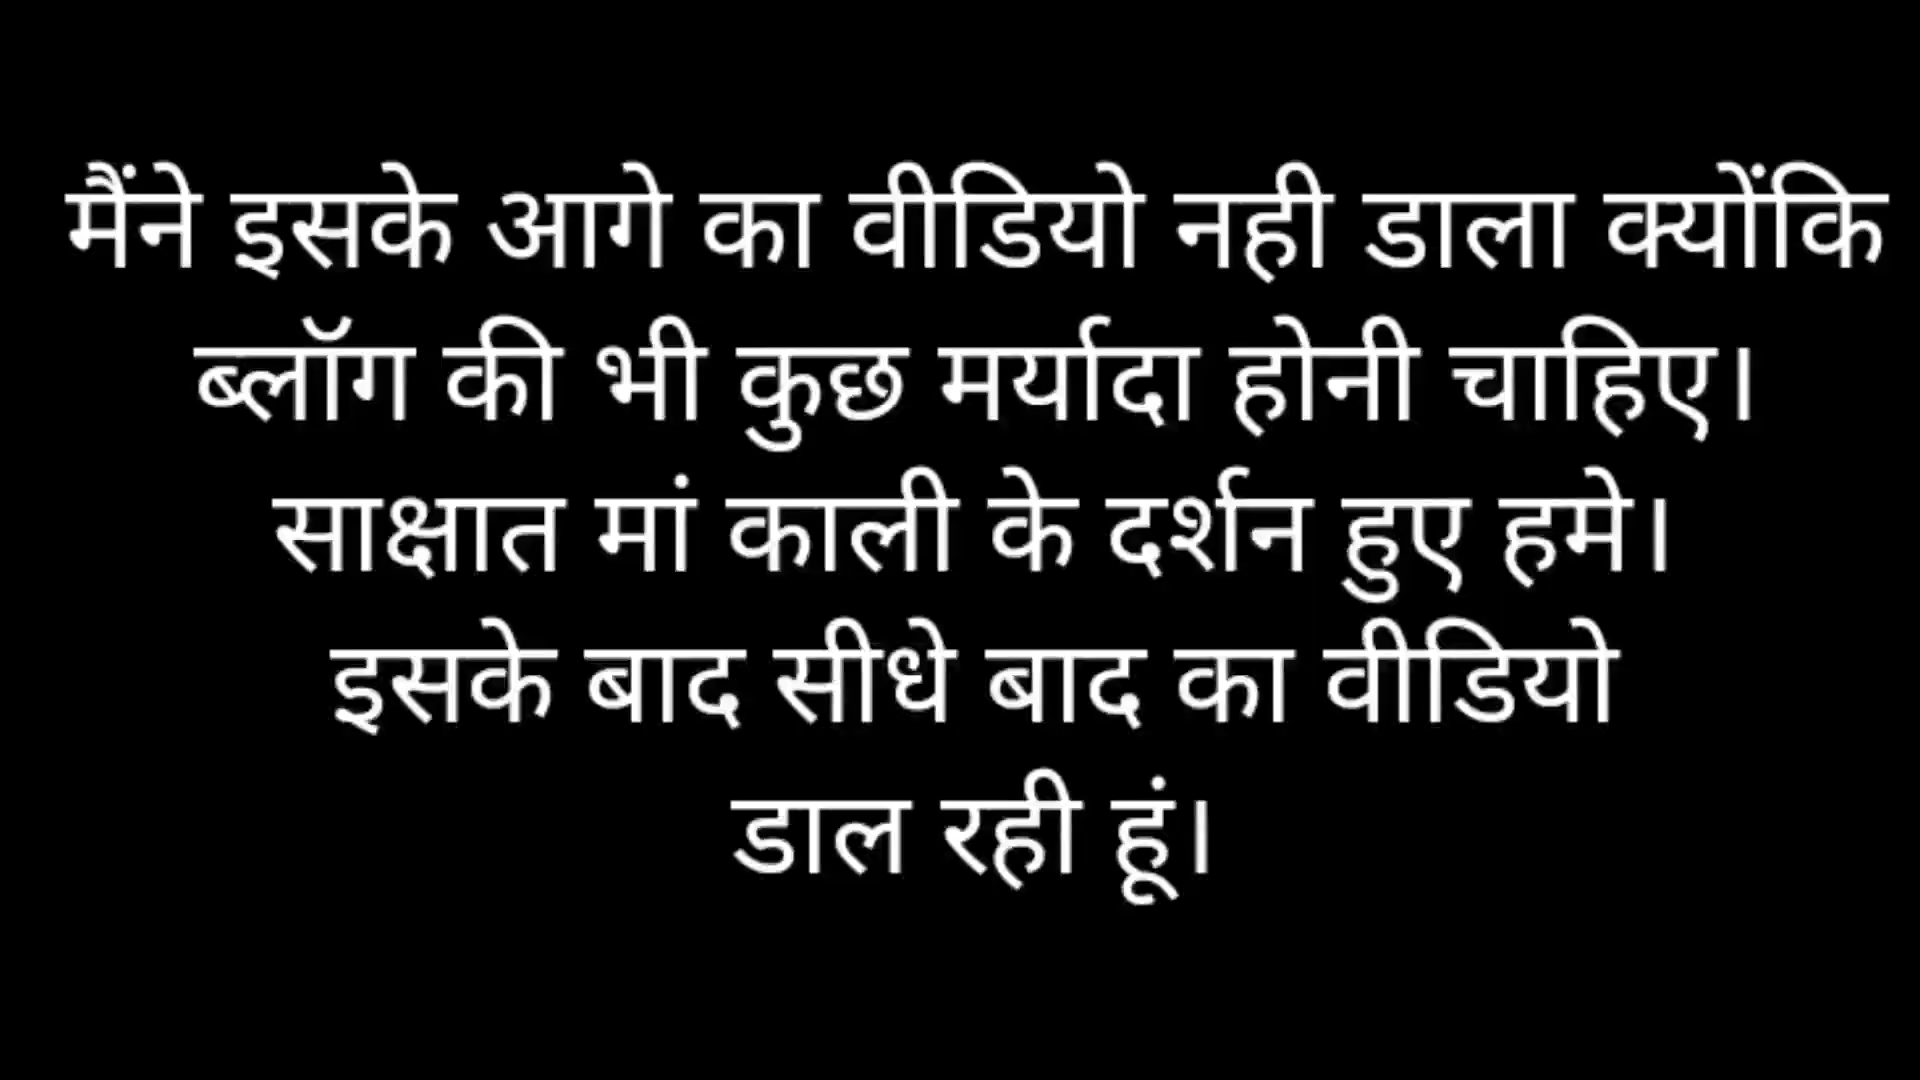 मैंने इसके आगे का वीडियो नही डाला क्योंकि
ब्लॉग की भी कुछ मर्यादा होनी चाहिए।
साक्षात मां काली के दर्शन हुए हमे।
इसके बाद सीधे बाद का वीडियो
डाल रही हूं।